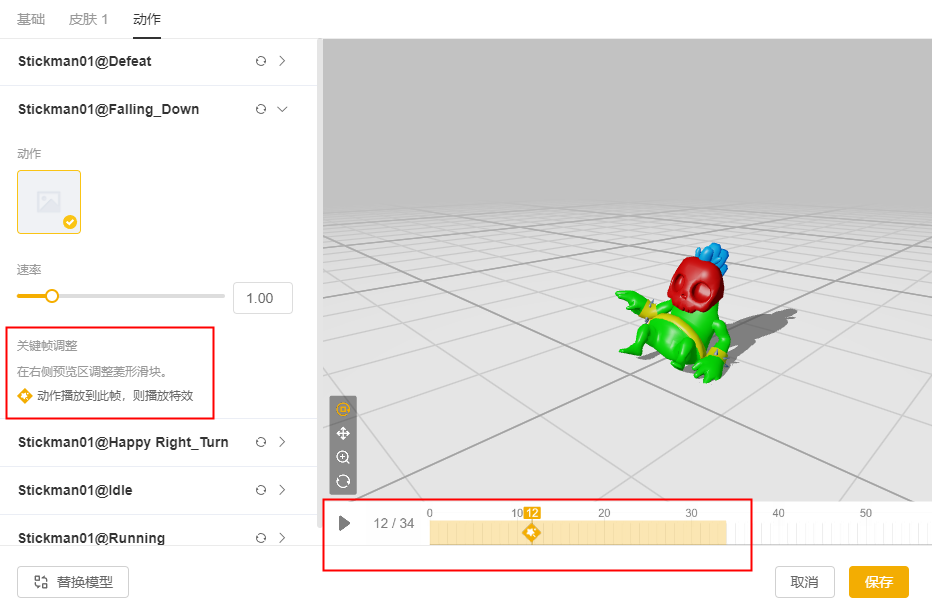 基础 皮肤 1 动作
Stickman01@Defeat
Stickman01@Falling_Down
动作
速率
1.00
关键帧调整
在右侧预览区调整菱形滑块。
动作播放到此帧，则播放特效
Stickman01@Happy Right_Turn
Stickman01@Idle
Stickman01@Running
12 / 34
0 10 12 20 30 40 50
替换模型
取消 保存